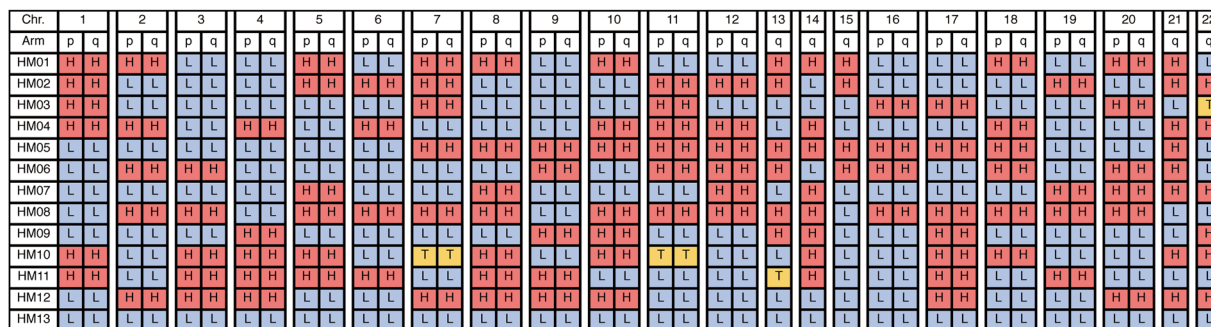 Chr. 1 2 3 4 5 6 7 8 9 10 11 12 13 14 15 16 17 18 19 20 21 22
Arm p q p q p q p q p q p q p q p q p q p q p q p q q q q p q p q p q p q p q q q
HM01 H H H H L L L L H H L L H H H H L L H H L L L L H H H L L L L H H L L H H H L
HM02 H H L L L L L L H H H H H H L L L L L L H H H H H L H L L L L L L H H L L H H
HM03 H H L L L L L L L L L L H H L L L L L L H H L L L L L H H H H L L L L H H L T
HM04 H H H H L L H H L L H H L L L L L L H H H H H H L H L L L L L H H L L L L H H
HM05 L L L L L L L L L L L L H H H H H H H H H H H H H H H H H H H H H L L L L H L
HM06 L L H H H H L L L L L L L L L L H H L L H H H H H L H H H L L L L L L H H H H
HM07 L L L L L L L L H H L L L L H H L L L L L L H H L H L L L L L L L H H H H H H
HM08 L L H H H H L L H H H H H H H H L L H H H H H H H H L H H H H H H H H H H L L
HM09 L L L L L L H H L L L L L L L L H H H H L L L L H H L L L H H L L L L L L L H
HM10 H H L L H H H H H H L L T T H H L L H H T T L L L H L L L H H H H L L L L H H
HM11 H H L L H H H H H H H H L L H H H H L L L L L L T H L L L H H L L H H L L L L
HM12 L L H H H H H H L L L L H H H H H H H H L L L L L L L L L H H L L L L H H H H
HM13 L L L L L L L L L L L L L L L L L L L L L L L L L L L L L L L L L L L L L L L